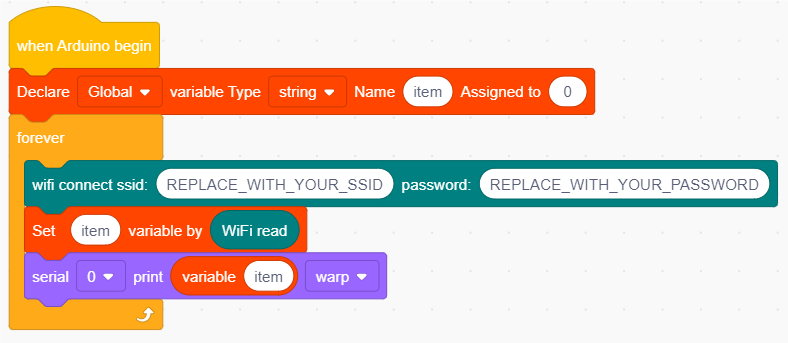 when Arduino begin
Declare Global variable Type string Name item Assigned to 0
forever
wifi connect ssid: REPLACE_WITH_YOUR_SSID password: REPLACE_WITH_YOUR_PASSWORD
Set item variable by WiFi read
serial 0 print variable item warp